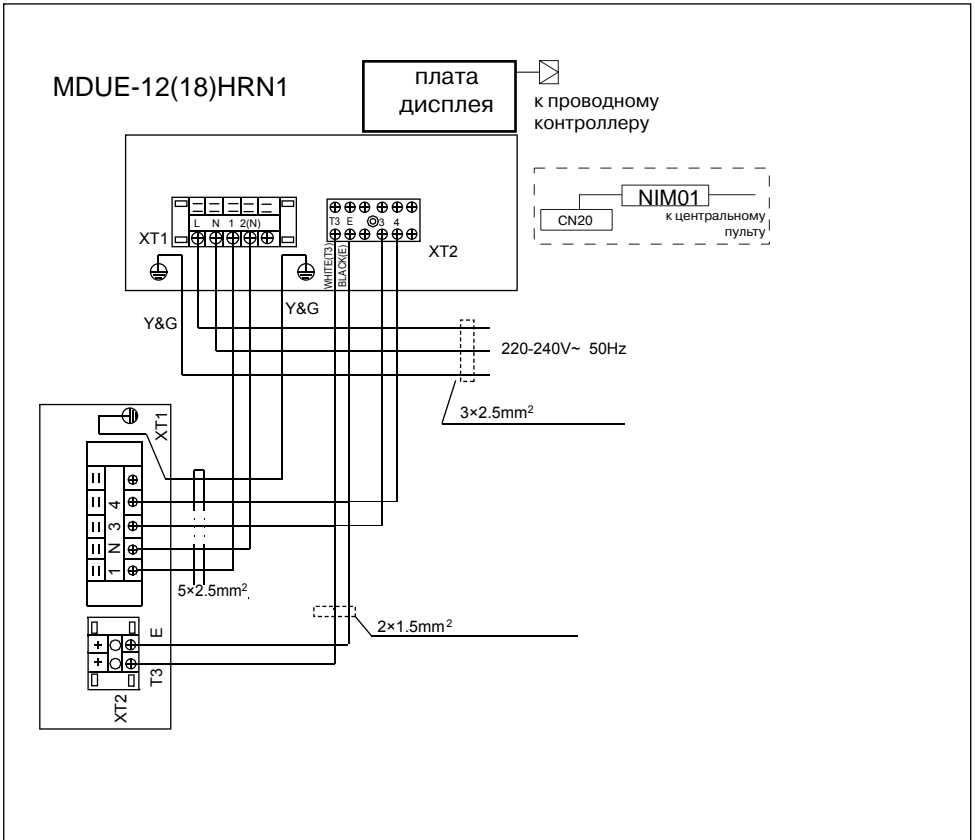 MDUE-12(18)HRN1
плата
дисплея
к проводному
контроллеру
NIM01
CN20
к центральному
пульту
L N 1 2(N)
XT1
T3 E 3 4
XT2
WHITE(T3)
BLACK(E)
Y&G
Y&G
220-240V~ 50Hz
3×2.5mm²
XT1
4
3
N
1
5×2.5mm²
2×1.5mm²
E
T3
XT2